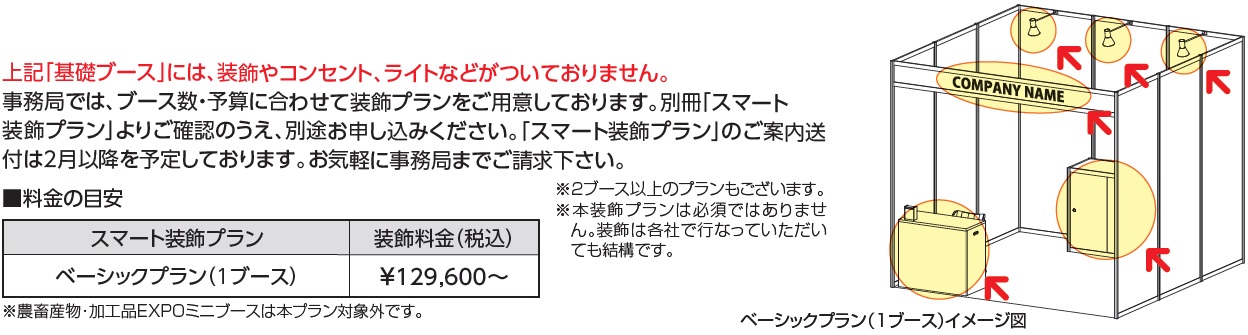 上記「基礎ブース」には、装飾やコンセント、ライトなどがついておりません。
事務局では、ブース数・予算に合わせて装飾プランをご用意しております。別冊「スマート
装飾プラン」よりご確認のうえ、別途お申し込みください。「スマート装飾プラン」のご案内送
付は2月以降を予定しております。お気軽に事務局までご請求下さい。
■料金の目安
スマート装飾プラン 装飾料金(税込)
ベーシックプラン(1ブース) ¥129,600〜
※農畜産物・加工品EXPOミニブースは本プラン対象外です。
※2ブース以上のプランもございます。
※本装飾プランは必須ではありませ
ん。装飾は各社で行なっていただい
ても結構です。
COMPANY NAME
ベーシックプラン(1ブース)イメージ図